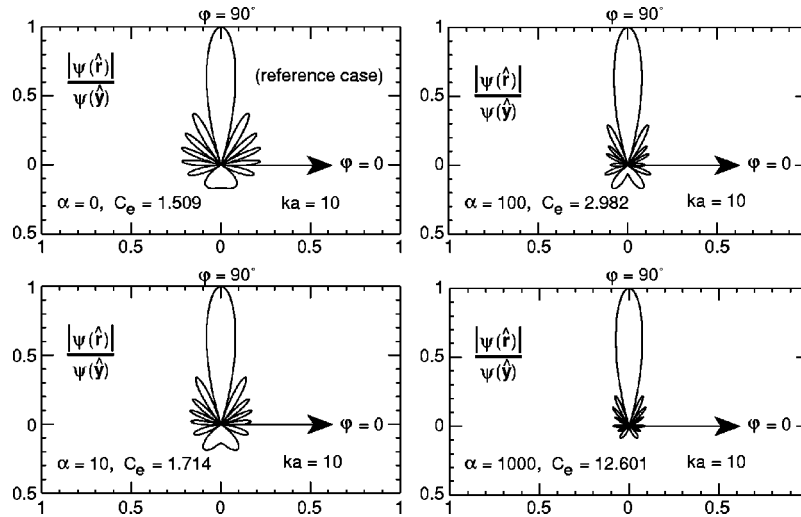 φ = 90°
1
0.5
0
0.5
1
0.5
0
0.5
1
|ψ(r̂)|
ψ(ŷ)
(reference case)
φ = 0
α = 0, Cₑ = 1.509
ka = 10
φ = 90°
1
0.5
0
0.5
1
0.5
0
0.5
|ψ(r̂)|
ψ(ŷ)
φ = 0
α = 100, Cₑ = 2.982
ka = 10
φ = 90°
1
0.5
0
0.5
1
0.5
0
0.5
1
|ψ(r̂)|
ψ(ŷ)
φ = 0
α = 10, Cₑ = 1.714
ka = 10
φ = 90°
1
0.5
0
0.5
1
0.5
0
0.5
|ψ(r̂)|
ψ(ŷ)
φ = 0
α = 1000, Cₑ = 12.601
ka = 10